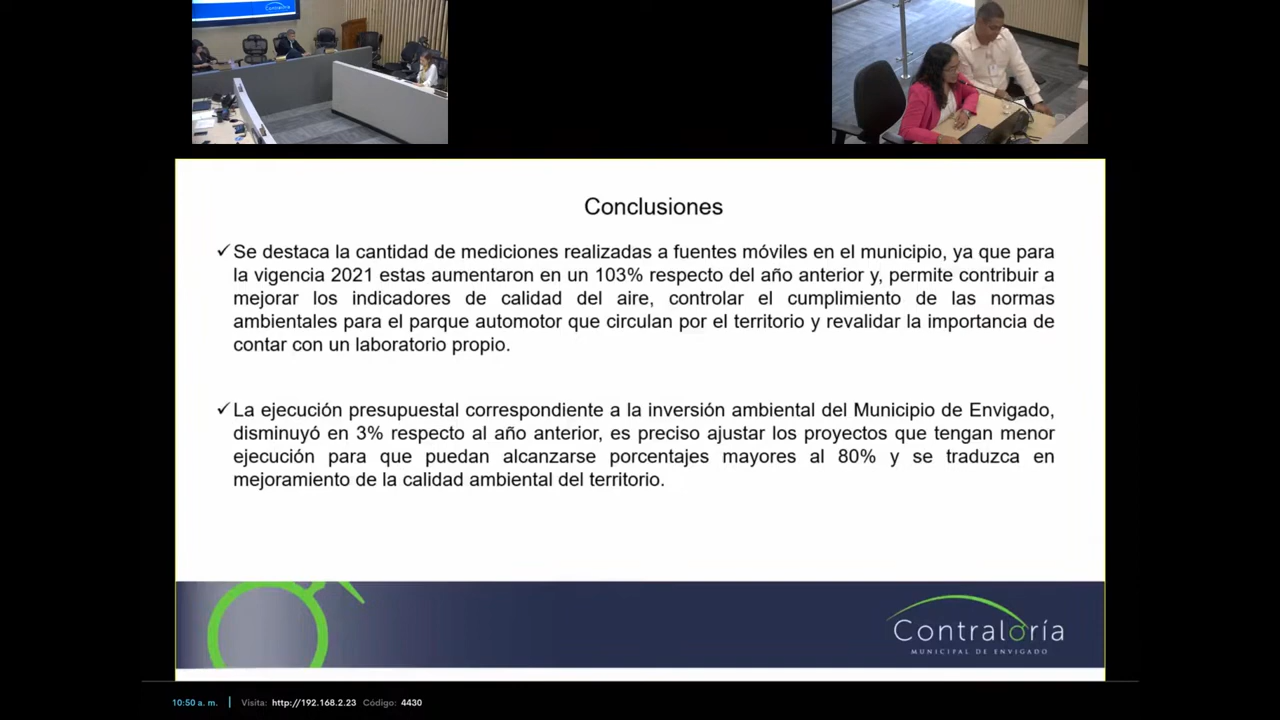 Contraloría
Conclusiones
✓ Se destaca la cantidad de mediciones realizadas a fuentes móviles en el municipio, ya que para
la vigencia 2021 estas aumentaron en un 103% respecto del año anterior y, permite contribuir a
mejorar los indicadores de calidad del aire, controlar el cumplimiento de las normas
ambientales para el parque automotor que circulan por el territorio y revalidar la importancia de
contar con un laboratorio propio.
✓ La ejecución presupuestal correspondiente a la inversión ambiental del Municipio de Envigado,
disminuyó en 3% respecto al año anterior, es preciso ajustar los proyectos que tengan menor
ejecución para que puedan alcanzarse porcentajes mayores al 80% y se traduzca en
mejoramiento de la calidad ambiental del territorio.
Contraloría
MUNICIPAL DE ENVIGADO
10:50 a. m. | Visita: http://192.168.2.23 Código: 4430